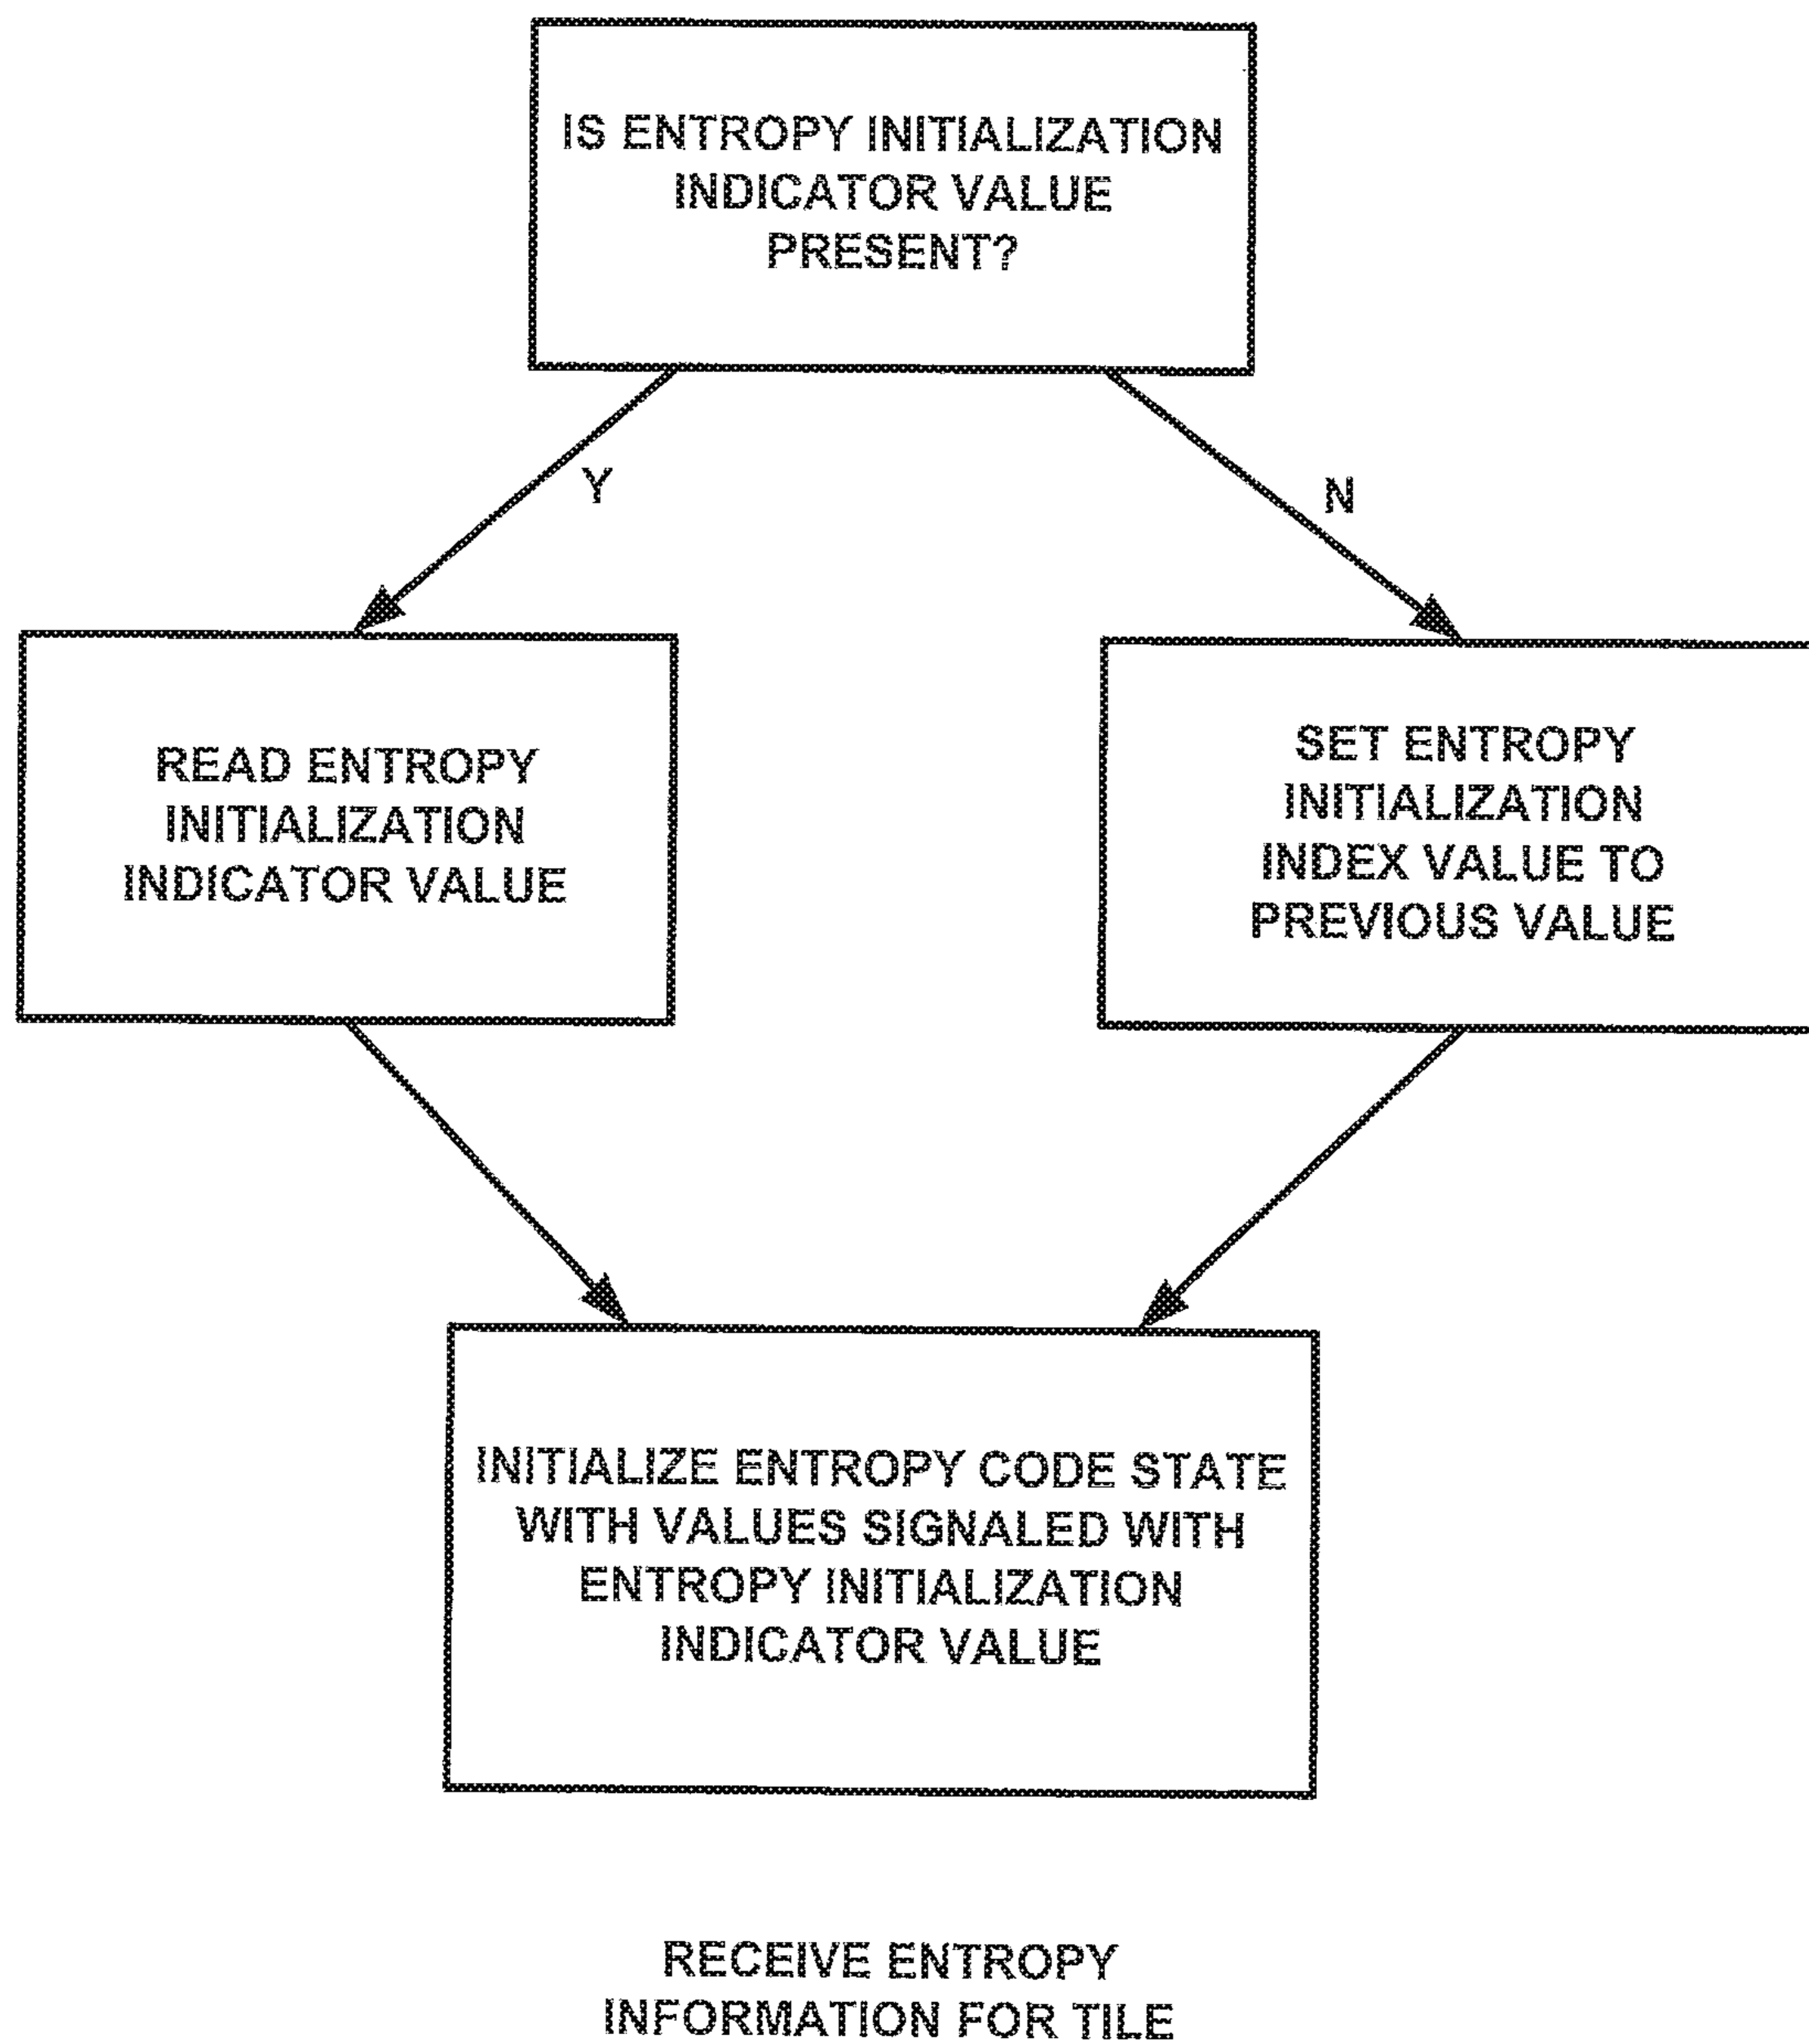 IS ENTROPY INITIALIZATION
INDICATOR VALUE
PRESENT?
Y
N
READ ENTROPY
INITIALIZATION
INDICATOR VALUE
SET ENTROPY
INITIALIZATION
INDEX VALUE TO
PREVIOUS VALUE
INITIALIZE ENTROPY CODE STATE
WITH VALUES SIGNALED WITH
ENTROPY INITIALIZATION
INDICATOR VALUE
RECEIVE ENTROPY
INFORMATION FOR TILE